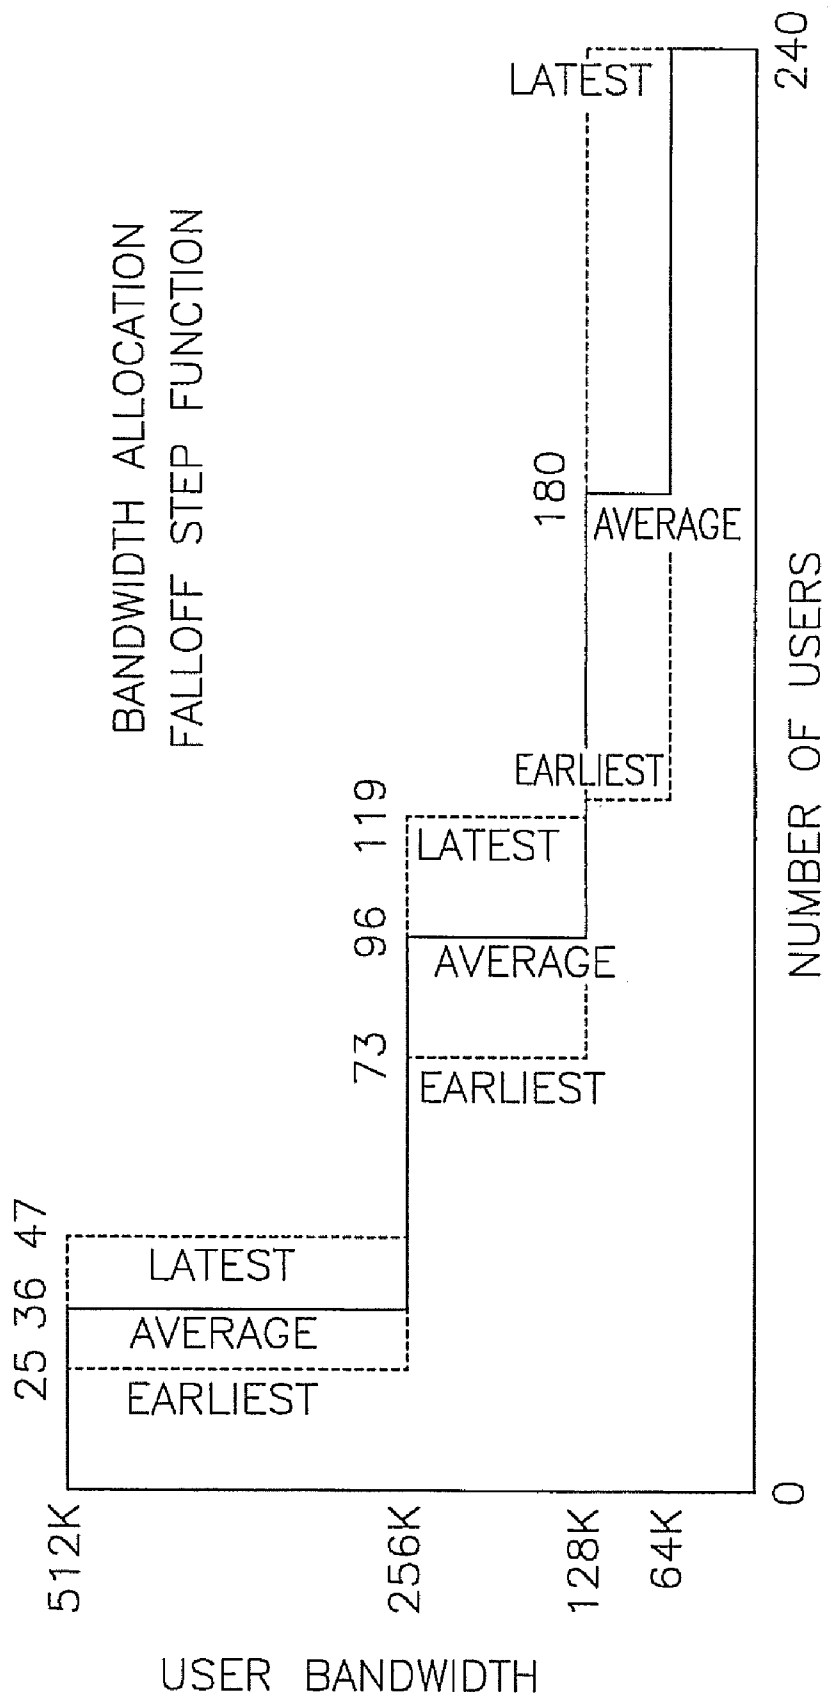 BANDWIDTH ALLOCATION
FALLOFF STEP FUNCTION
USER BANDWIDTH
512K
256K
128K
64K
25 36 47
EARLIEST
AVERAGE
LATEST
73
96
119
EARLIEST
AVERAGE
LATEST
180
EARLIEST
AVERAGE
LATEST
0
240
NUMBER OF USERS